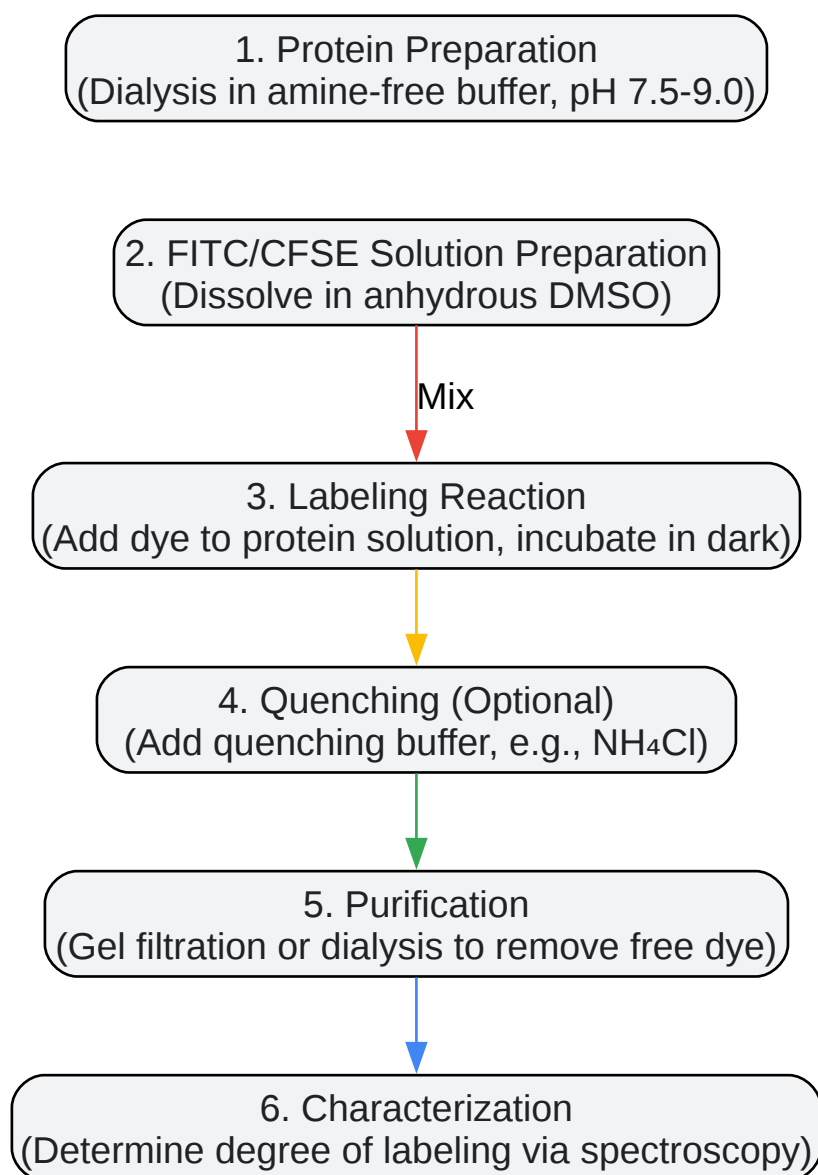 1. Protein Preparation
(Dialysis in amine-free buffer, pH 7.5-9.0)
2. FITC/CFSE Solution Preparation
(Dissolve in anhydrous DMSO)
Mix
3. Labeling Reaction
(Add dye to protein solution, incubate in dark)
4. Quenching (Optional)
(Add quenching buffer, e.g., NH₄Cl)
5. Purification
(Gel filtration or dialysis to remove free dye)
6. Characterization
(Determine degree of labeling via spectroscopy)